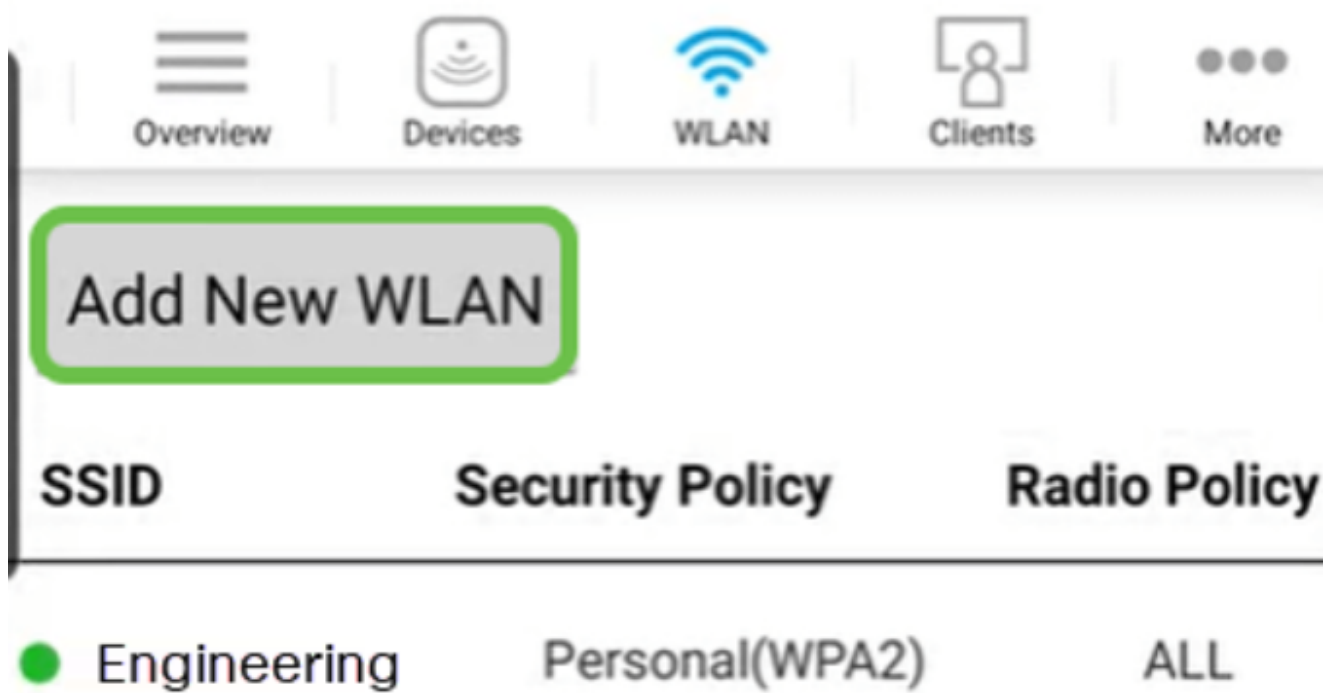 Overview Devices WLAN Clients More
Add New WLAN
SSID Security Policy Radio Policy
Engineering Personal(WPA2) ALL